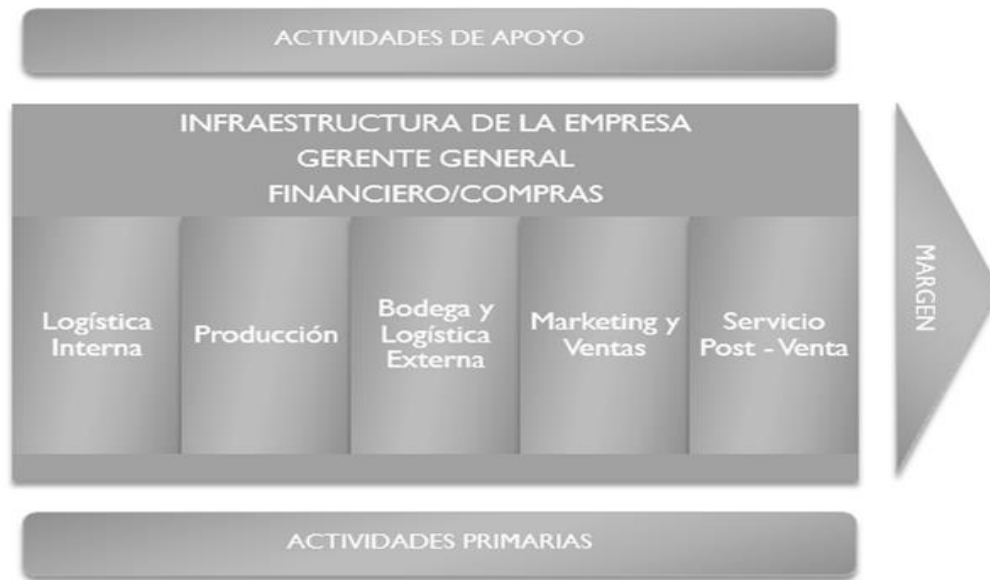 ACTIVIDADES DE APOYO
INFRAESTRUCTURA DE LA EMPRESA
GERENTE GENERAL
FINANCIERO/COMPRAS
Logística
Interna
Producción
Bodega y
Logística
Externa
Marketing y
Ventas
Servicio
Post - Venta
MARGEN
ACTIVIDADES PRIMARIAS